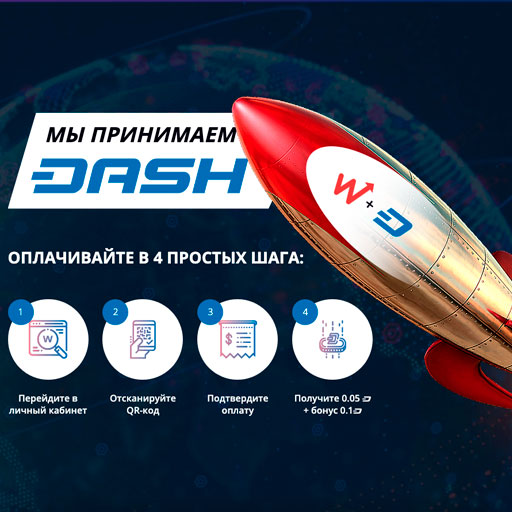 МЫ ПРИНИМАЕМ
DASH
W + D
ОПЛАЧИВАЙТЕ В 4 ПРОСТЫХ ШАГА:
1
2
3
4
W
$
Перейдите в
личный кабинет
Отсканируйте
QR-код
Подтвердите
оплату
Получите 0.05
+ бонус 0.1